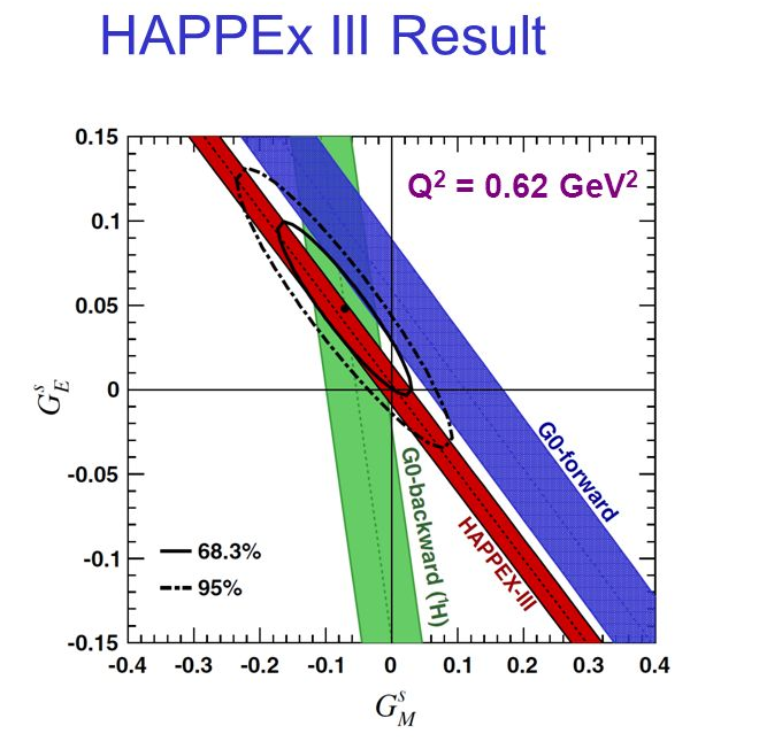 HAPPEx III Result
Q² = 0.62 GeV²
0.15
0.1
0.05
0
-0.05
-0.1
-0.15
G^s_E
G0-forward
G0-backward (¹H)
HAPPEX-III
68.3%
95%
-0.4 -0.3 -0.2 -0.1 0 0.1 0.2 0.3 0.4
G^s_M